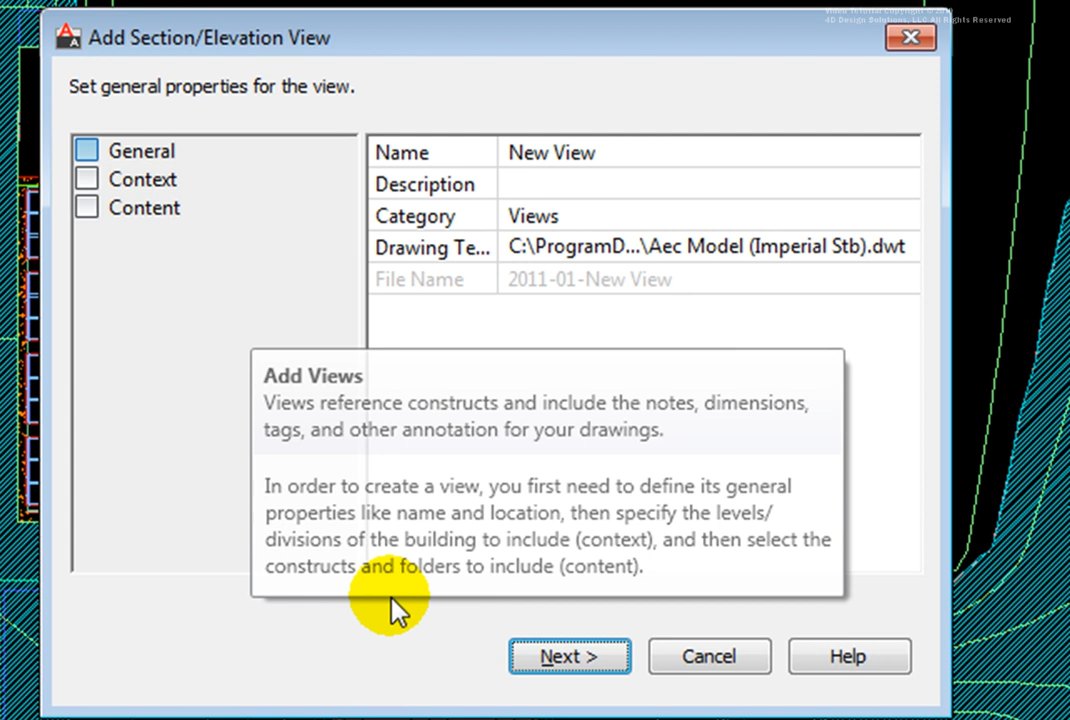 4D Design Solutions, LLC All Rights Reserved
Add Section/Elevation View
Set general properties for the view.
General
Context
Content
Name New View
Description
Category Views
Drawing Te... C:\ProgramD...\Aec Model (Imperial Stb).dwt
File Name 2011-01-New View
Add Views
Views reference constructs and include the notes, dimensions,
tags, and other annotation for your drawings.
In order to create a view, you first need to define its general
properties like name and location, then specify the levels/
divisions of the building to include (context), and then select the
constructs and folders to include (content).
Next > Cancel Help